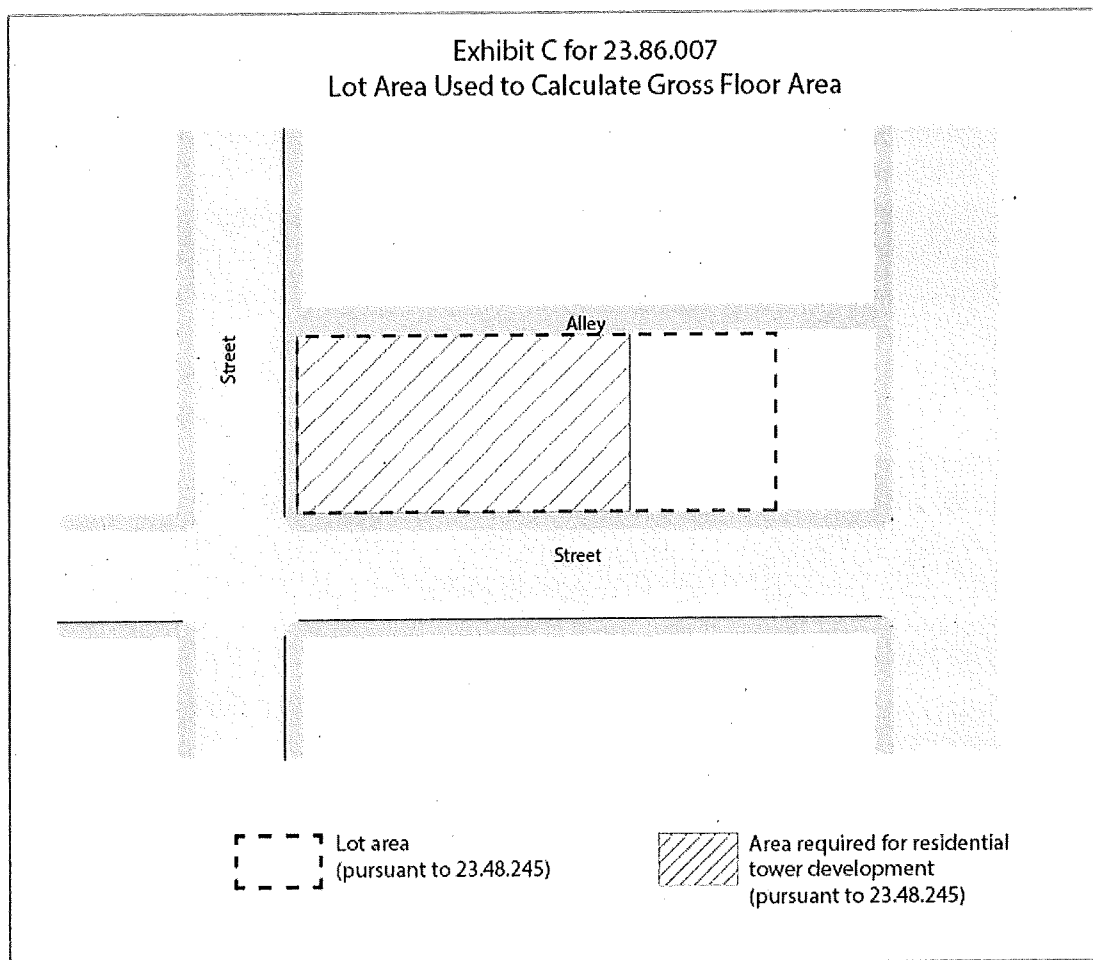 Exhibit C for 23.86.007
Lot Area Used to Calculate Gross Floor Area
Alley
Street
Street
Lot area
(pursuant to 23.48.245)
Area required for residential
tower development
(pursuant to 23.48.245)